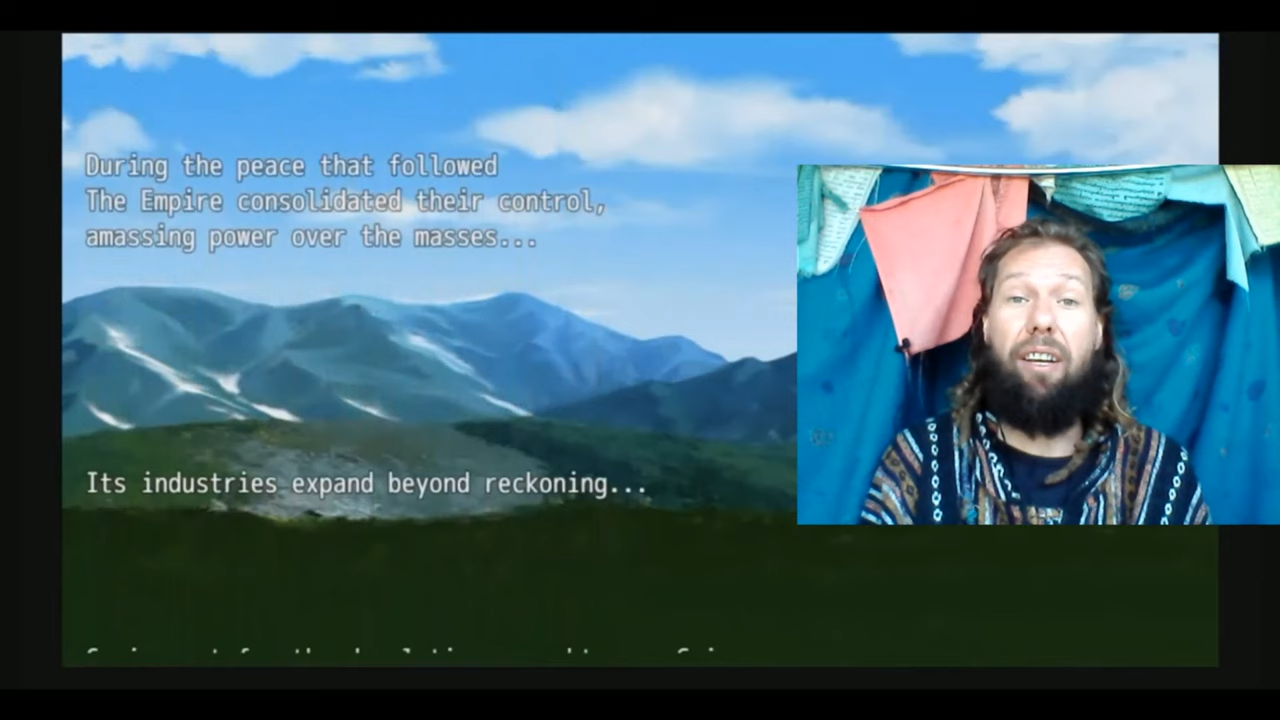 During the peace that followed
The Empire consolidated their control,
amassing power over the masses...
Its industries expand beyond reckoning...